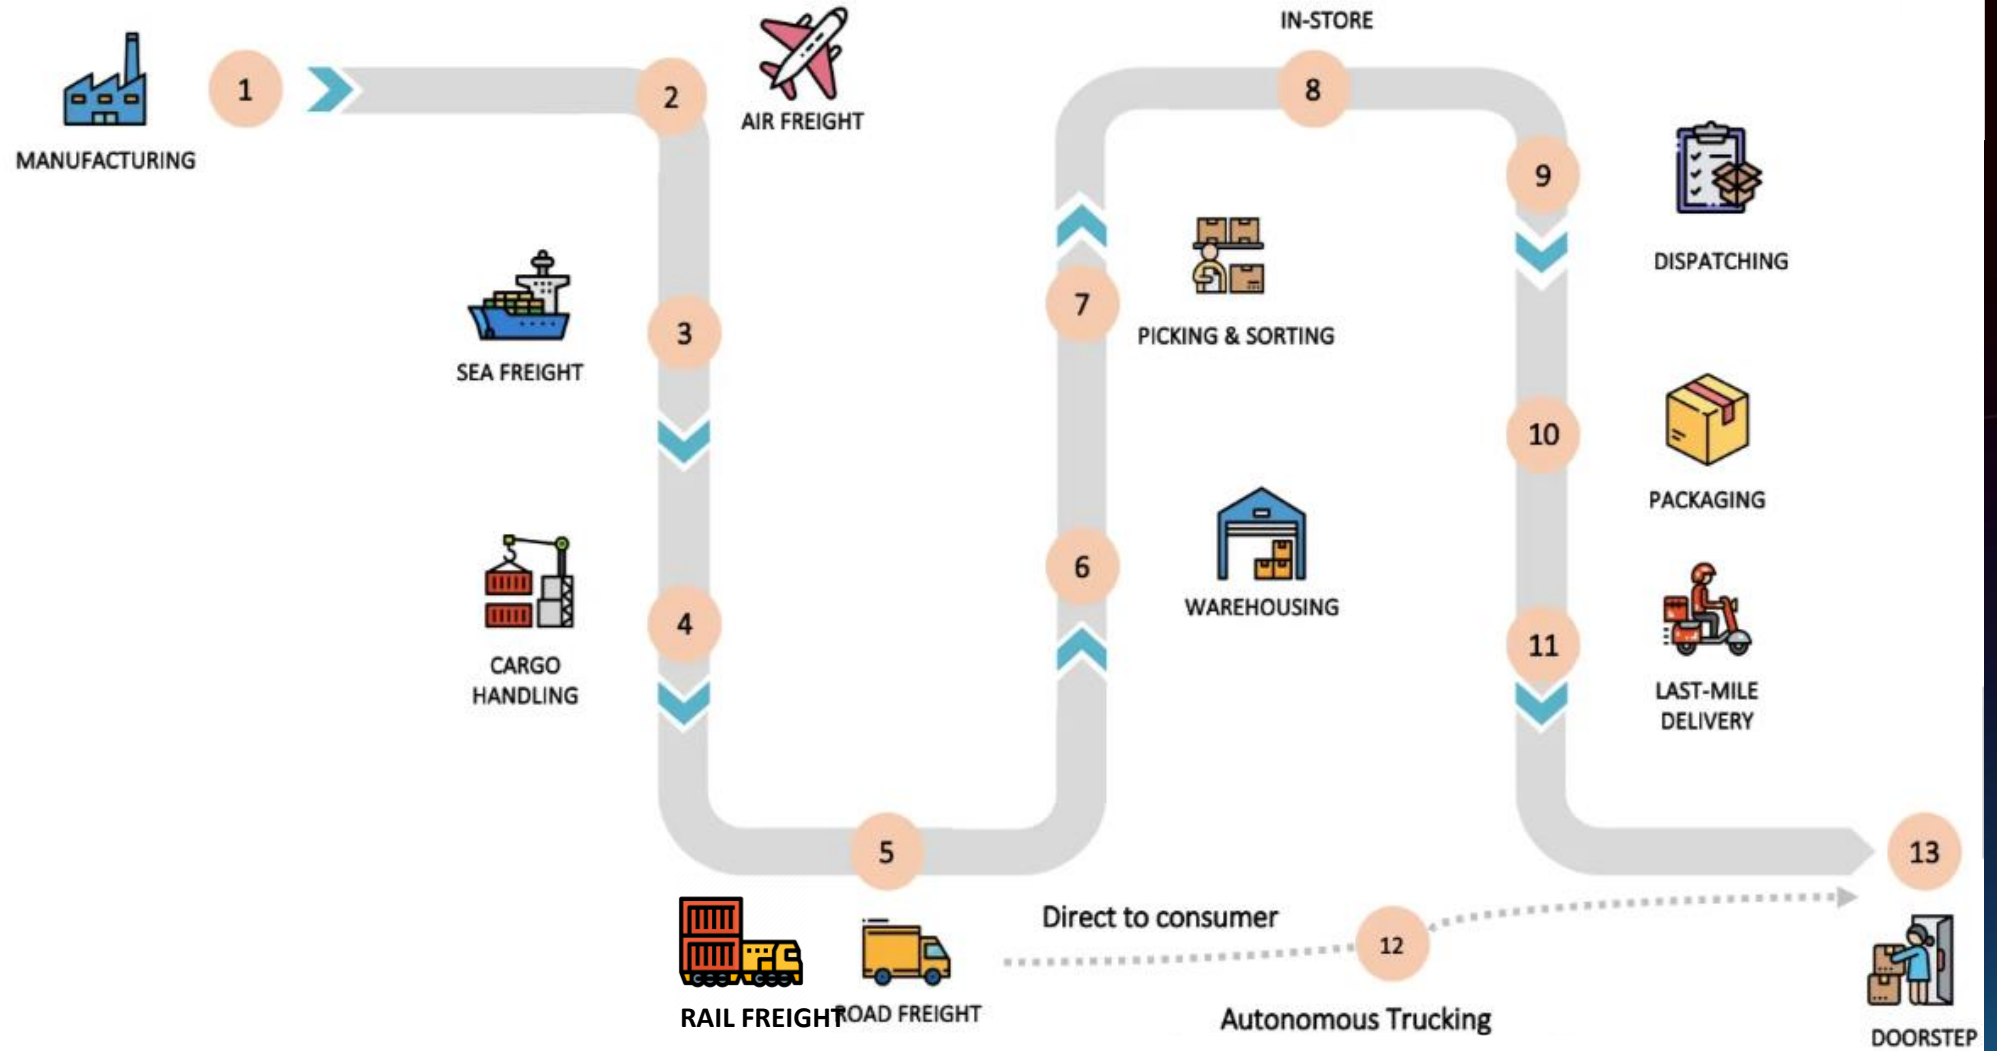 MANUFACTURING
1
2
AIR FREIGHT
SEA FREIGHT
3
CARGO
HANDLING
4
5
RAIL FREIGHT
ROAD FREIGHT
6
WAREHOUSING
7
PICKING & SORTING
IN-STORE
8
9
DISPATCHING
10
PACKAGING
11
LAST-MILE
DELIVERY
Direct to consumer
12
Autonomous Trucking
13
DOORSTEP